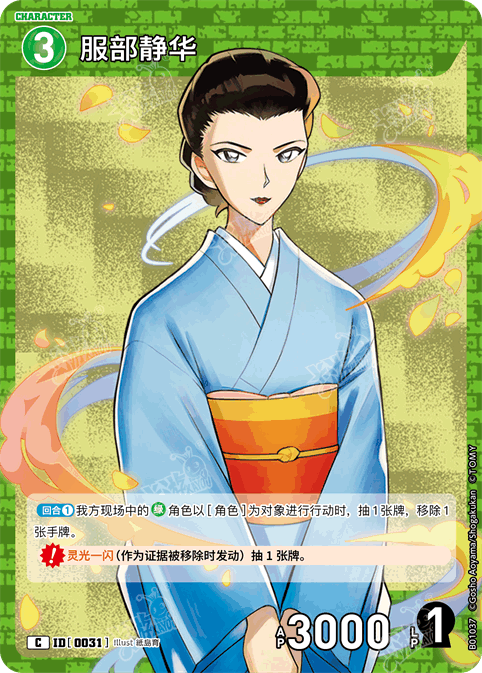 CHARACTER
3 服部静华
回合1 我方现场中的 绿 角色以[角色]为对象进行行动时，抽1张牌，移除1
张手牌。
! 灵光一闪(作为证据被移除时发动) 抽 1 张牌。
C ID[ 0031 ] Illust 紙島育
AP 3000 LP 1
B01037 ©Gosho Aoyama/Shogakukan ©TOMY